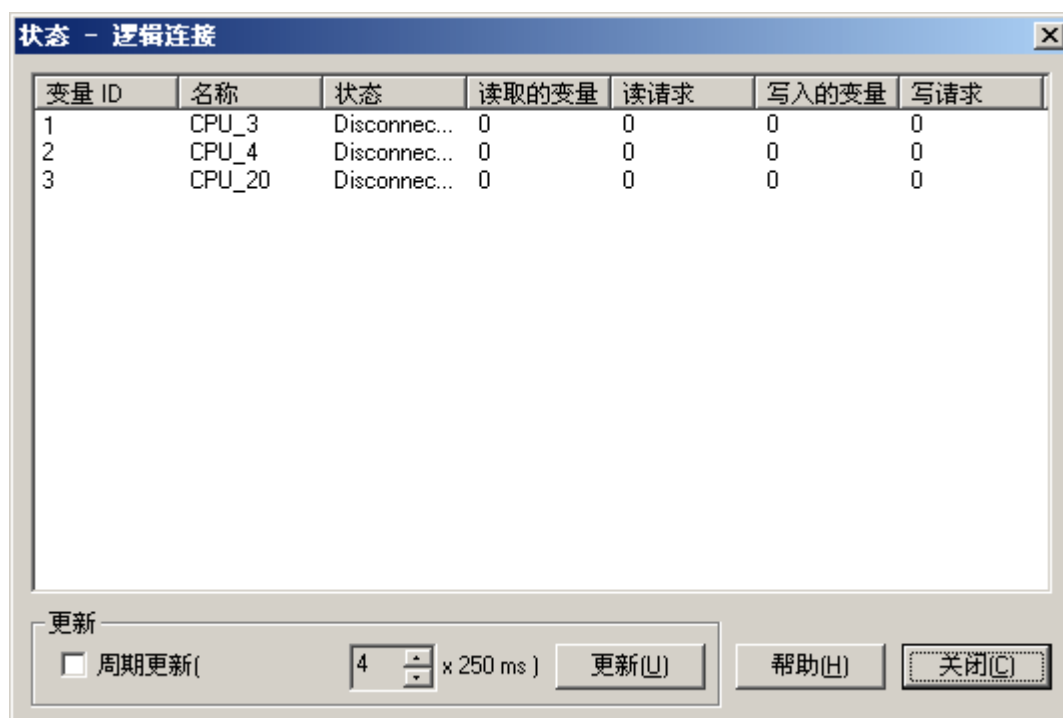 状态 - 逻辑连接
变量 ID 名称 状态 读取的变量 读请求 写入的变量 写请求
1 CPU_3 Disconnec... 0 0 0 0
2 CPU_4 Disconnec... 0 0 0 0
3 CPU_20 Disconnec... 0 0 0 0
更新
周期更新( 4 x 250 ms ) 更新(U) 帮助(H) 关闭(C)